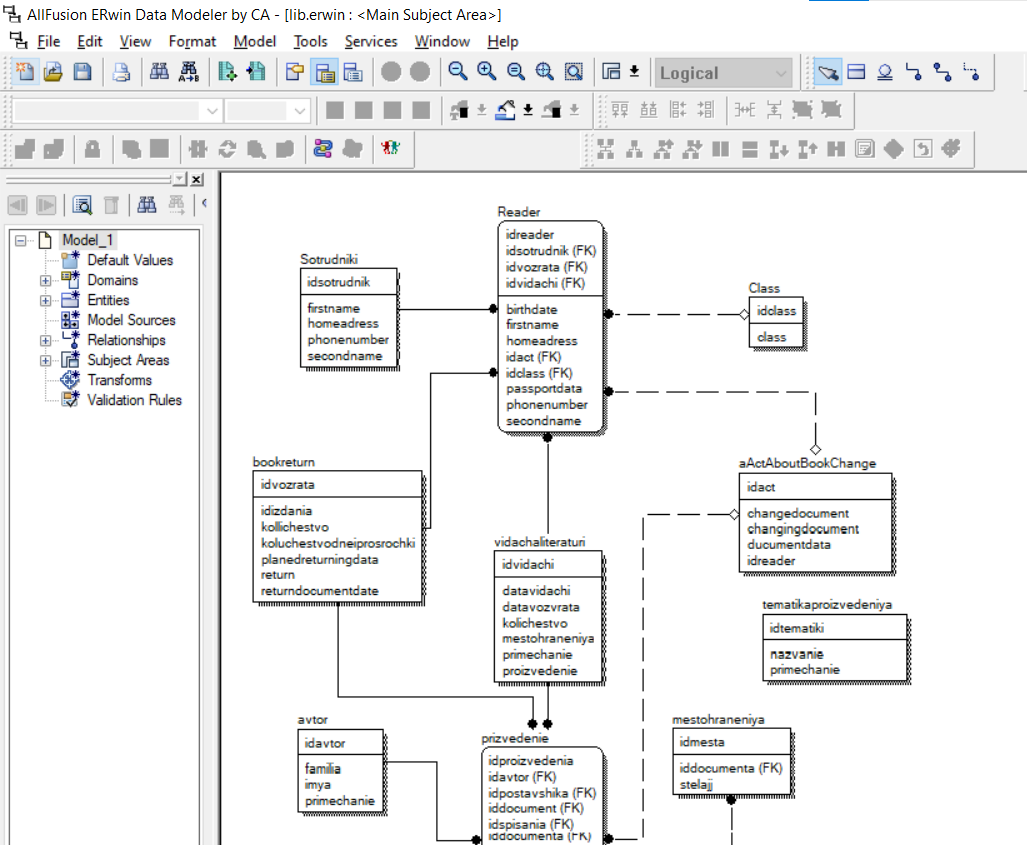 AllFusion ERwin Data Modeler by CA - [lib.erwin : <Main Subject Area>]
File Edit View Format Model Tools Services Window Help
Logical
Model_1
Default Values
Domains
Entities
Model Sources
Relationships
Subject Areas
Transforms
Validation Rules
Reader
idreader
idsotrudnik (FK)
idvozrata (FK)
idvidachi (FK)
birthdate
firstname
homeadress
idact (FK)
idclass (FK)
passportdata
phonenumber
secondname
Sotrudniki
idsotrudnik
firstname
homeadress
phonenumber
secondname
Class
idclass
class
bookreturn
idvozrata
idizdania
kollichestvo
koluchestvodneiprosrochki
planedreturningdata
return
returndocumentdate
vidachaliteraturi
idvidachi
datavidachi
datavozvrata
kolichestvo
mestohraneniya
primechanie
proizvedenie
aActAboutBookChange
idact
changedocument
changingdocument
ducumentdata
idreader
tematikaproizvedeniya
idtematiki
nazvanie
primechanie
avtor
idavtor
familia
imya
primechanie
prizvedenie
idproizvedenia
idavtor (FK)
idpostavshika (FK)
iddocument (FK)
idspisania (FK)
iddocumenta (FK)
mestohraneniya
idmesta
iddocumenta (FK)
stelajj